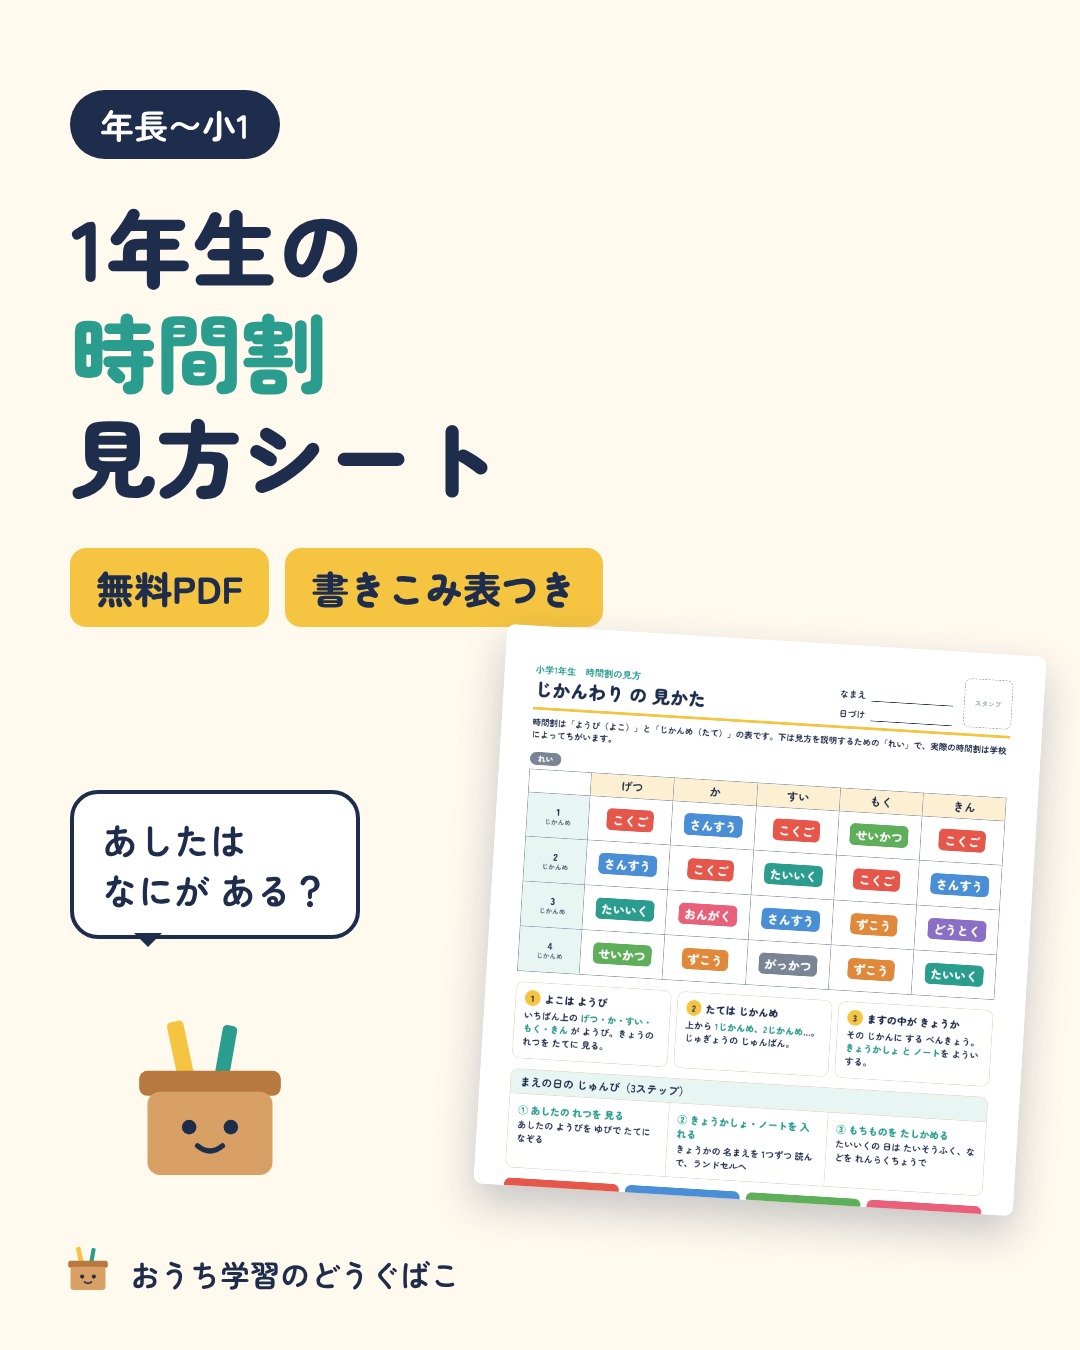 年長〜小1
1年生の
時間割
見方シート
無料PDF
書きこみ表つき
あしたは
なにが ある？
小学1年生　時間割の見方
じかんわり の 見かた
なまえ
日づけ
スタンプ
時間割は「ようび（よこ）」と「じかんめ（たて）」の表です。下は見方を説明するための「れい」で、実際の時間割は学校
によってちがいます。
れい
げつ か すい もく きん
1 じかんめ こくご さんすう こくご せいかつ こくご
2 じかんめ さんすう こくご たいいく こくご さんすう
3 じかんめ たいいく おんがく さんすう ずこう どうとく
4 じかんめ せいかつ ずこう がっかつ ずこう たいいく
1 よこは ようび
いちばん上の げつ・か・すい・
もく・きん が ようび。きょうの
れつを たてに 見る。
2 たては じかんめ
上から 1じかんめ、2じかんめ…。
じゅぎょうの じゅんばん。
3 ますの中が きょうか
その じかんに する べんきょう。
きょうかしょ と ノートを ようい
する。
まえの日の じゅんび（3ステップ）
① あしたの れつを 見る
あしたの ようびを ゆびで たてに
なぞる
② きょうかしょ・ノートを 入
れる
きょうかの 名まえを 1つずつ 読ん
で、ランドセルへ
③ もちものを たしかめる
たいいくの 日は たいそうふく、な
どを れんらくちょうで
おうち学習のどうぐばこ